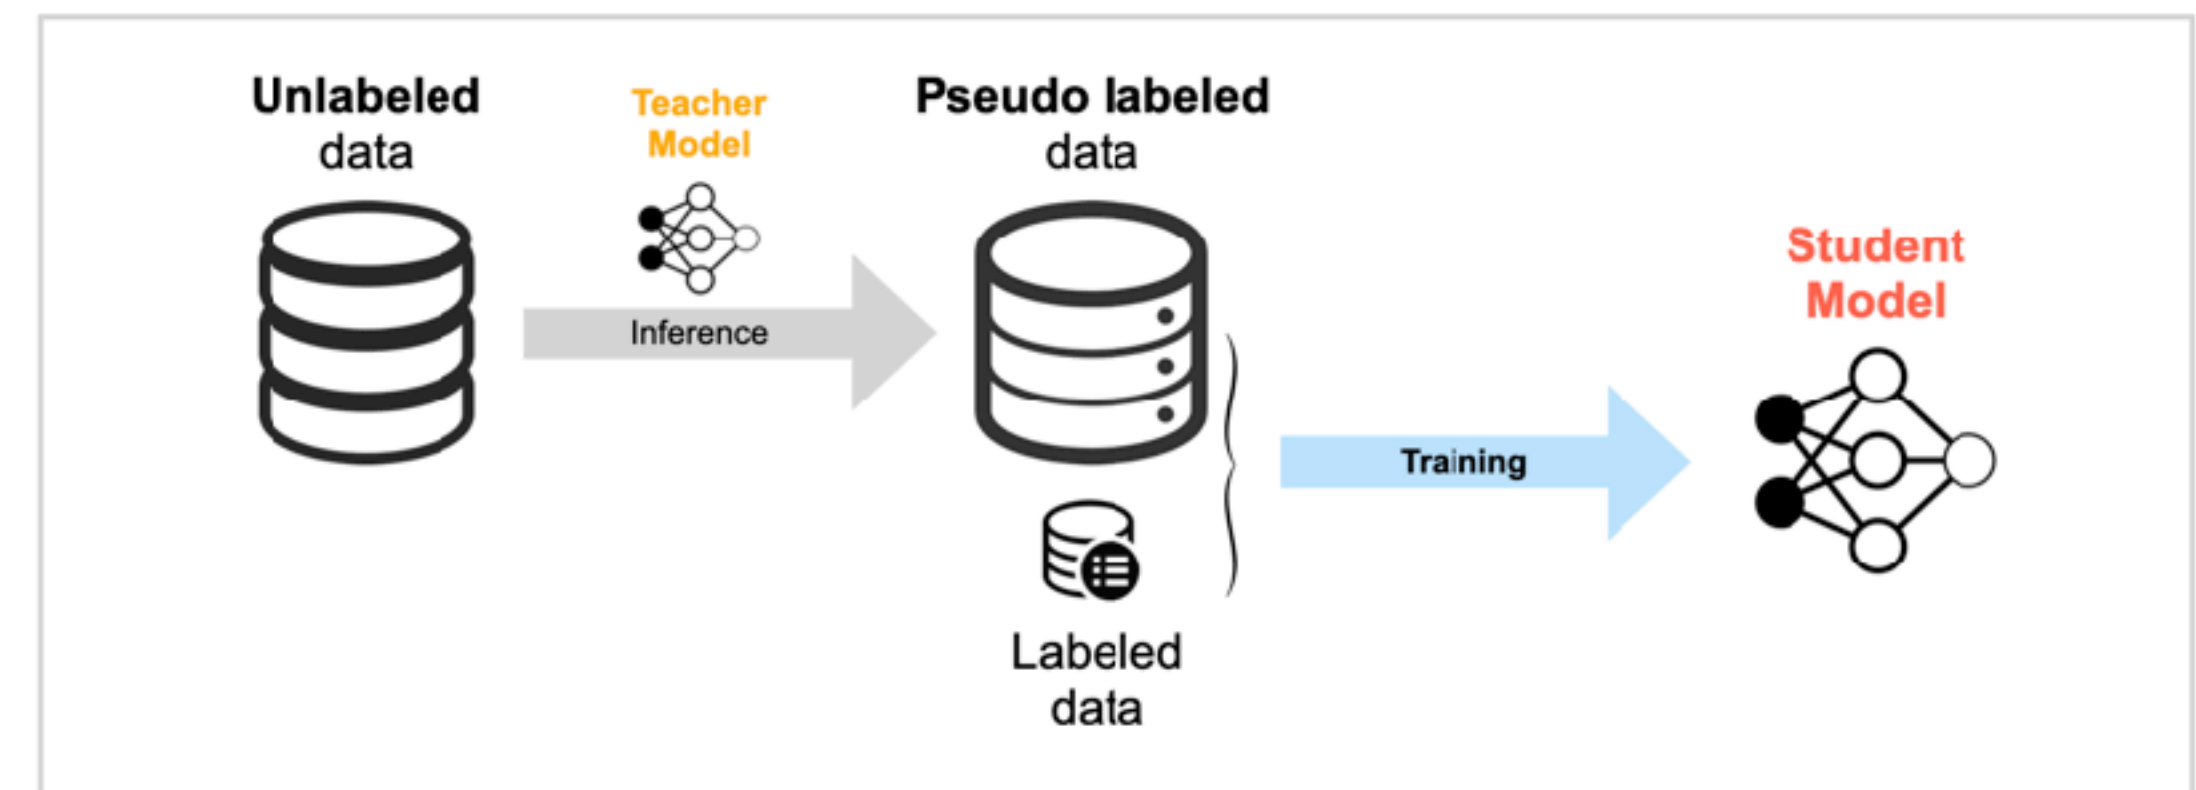 Unlabeled
data
Teacher
Model
Inference
Pseudo labeled
data
Labeled
data
Training
Student
Model